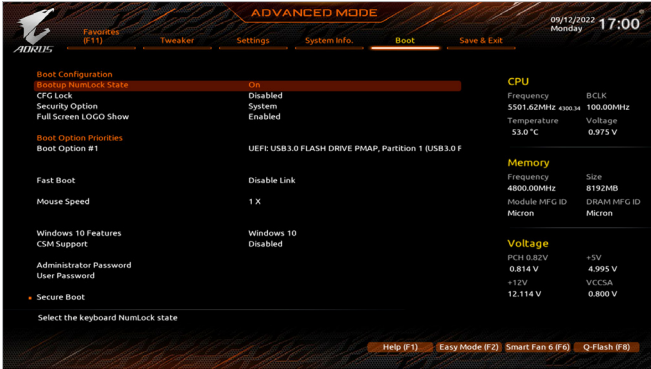 ADVANCED MODE
09/12/2022 Monday 17:00
AORUS
Favorites (F11) Tweaker Settings System Info. Boot Save & Exit
Boot Configuration
Bootup NumLock State On
CFG Lock Disabled
Security Option System
Full Screen LOGO Show Enabled
Boot Option Priorities
Boot Option #1 UEFI: USB3.0 FLASH DRIVE PMAP, Partition 1 (USB3.0 F
Fast Boot Disable Link
Mouse Speed 1 X
Windows 10 Features Windows 10
CSM Support Disabled
Administrator Password
User Password
Secure Boot
Select the keyboard NumLock state
CPU
Frequency BCLK
5501.62MHz 4300.34 100.00MHz
Temperature Voltage
53.0 °C 0.975 V
Memory
Frequency Size
4800.00MHz 8192MB
Module MFG ID DRAM MFG ID
Micron Micron
Voltage
PCH 0.82V +5V
0.814 V 4.995 V
+12V VCCSA
12.114 V 0.800 V
Help (F1) Easy Mode (F2) Smart Fan 6 (F6) Q-Flash (F8)